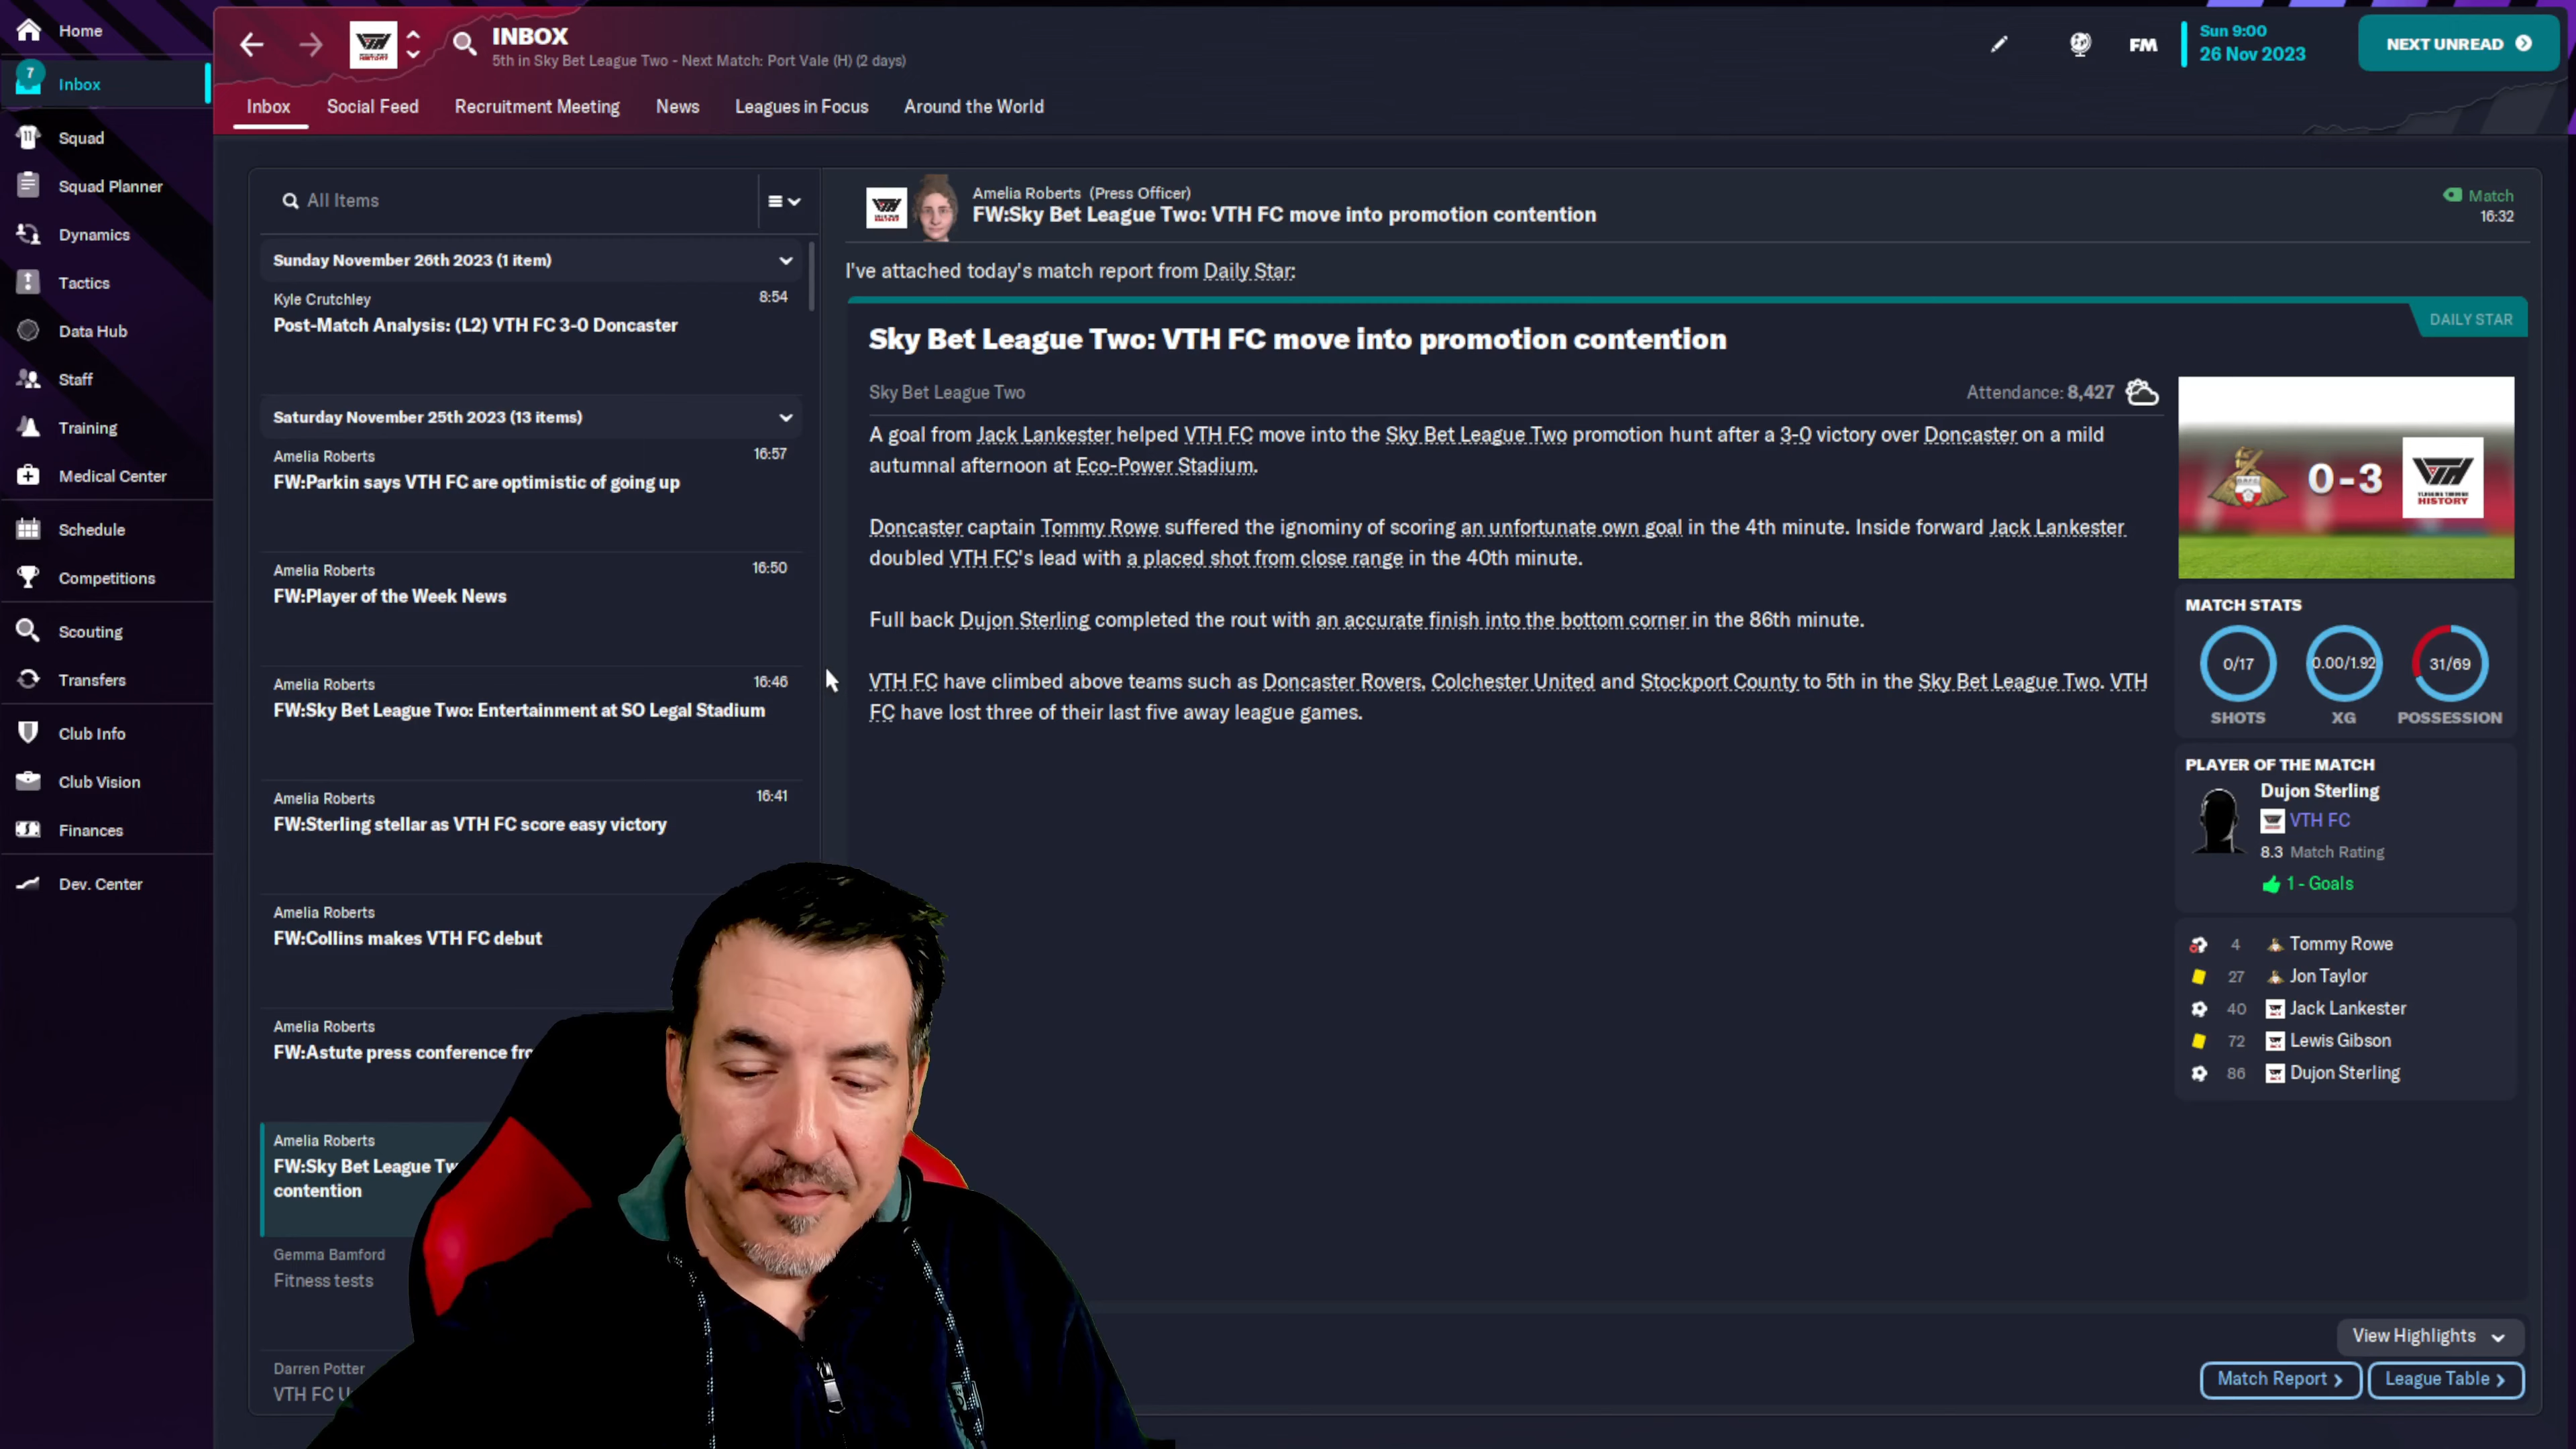 Home
7
Inbox
Squad
Squad Planner
Dynamics
Tactics
Data Hub
Staff
Training
Medical Center
Schedule
Competitions
Scouting
Transfers
Club Info
Club Vision
Finances
Dev. Center
INBOX
5th in Sky Bet League Two - Next Match: Port Vale (H) (2 days)
FM
Sun 9:00
26 Nov 2023
NEXT UNREAD
Inbox
Social Feed
Recruitment Meeting
News
Leagues in Focus
Around the World
All Items
Sunday November 26th 2023 (1 item)
Kyle Crutchley
8:54
Post-Match Analysis: (L2) VTH FC 3-0 Doncaster
Saturday November 25th 2023 (13 items)
Amelia Roberts
16:57
FW:Parkin says VTH FC are optimistic of going up
Amelia Roberts
16:50
FW:Player of the Week News
Amelia Roberts
16:46
FW:Sky Bet League Two: Entertainment at SO Legal Stadium
Amelia Roberts
16:41
FW:Sterling stellar as VTH FC score easy victory
Amelia Roberts
FW:Collins makes VTH FC debut
Amelia Roberts
FW:Astute press conference fro
Amelia Roberts
FW:Sky Bet League Tw
contention
Gemma Bamford
Fitness tests
Darren Potter
VTH FC U
Amelia Roberts (Press Officer)
FW:Sky Bet League Two: VTH FC move into promotion contention
Match
16:32
I've attached today's match report from Daily Star:
DAILY STAR
Sky Bet League Two: VTH FC move into promotion contention
Sky Bet League Two
Attendance: 8,427
A goal from Jack Lankester helped VTH FC move into the Sky Bet League Two promotion hunt after a 3-0 victory over Doncaster on a mild
autumnal afternoon at Eco-Power Stadium.
Doncaster captain Tommy Rowe suffered the ignominy of scoring an unfortunate own goal in the 4th minute. Inside forward Jack Lankester
doubled VTH FC's lead with a placed shot from close range in the 40th minute.
Full back Dujon Sterling completed the rout with an accurate finish into the bottom corner in the 86th minute.
VTH FC have climbed above teams such as Doncaster Rovers, Colchester United and Stockport County to 5th in the Sky Bet League Two. VTH
FC have lost three of their last five away league games.
0 - 3
VTH
HISTORY
MATCH STATS
0/17
0.00/1.92
31/69
SHOTS
XG
POSSESSION
PLAYER OF THE MATCH
Dujon Sterling
VTH FC
8.3 Match Rating
1 - Goals
4 Tommy Rowe
27 Jon Taylor
40 Jack Lankester
72 Lewis Gibson
86 Dujon Sterling
View Highlights
Match Report
League Table